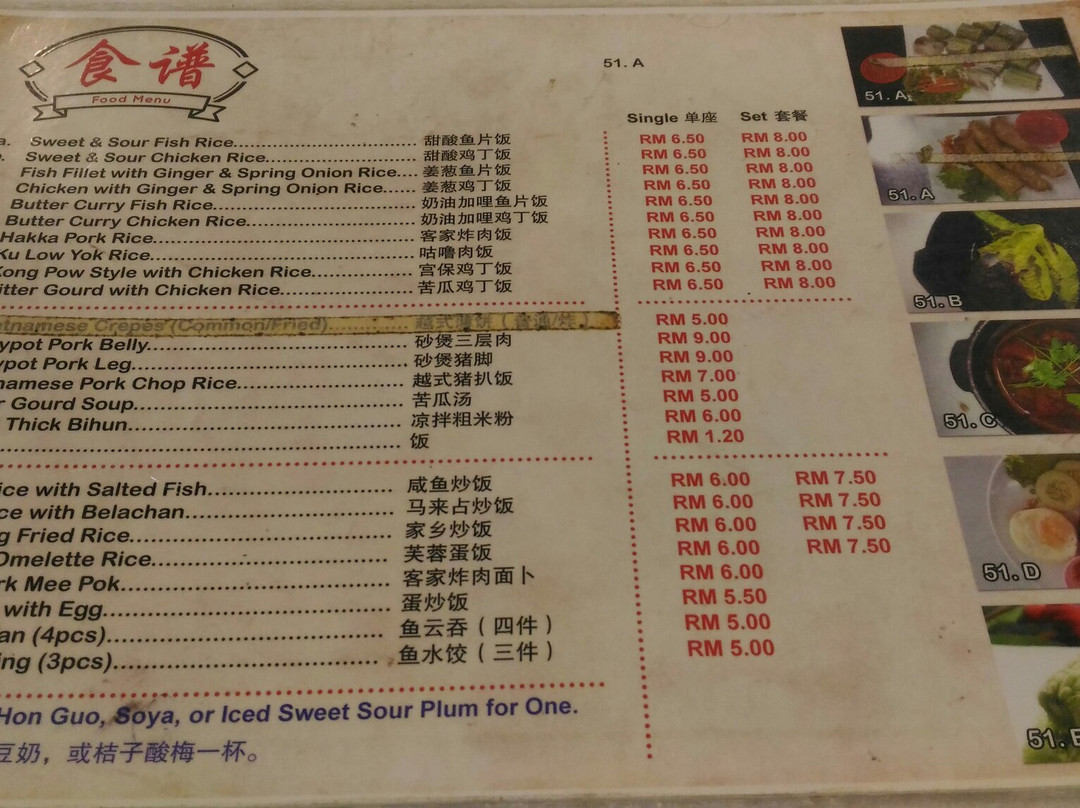 食谱
Food Menu
51. A
Single 单座 Set 套餐
a. Sweet & Sour Fish Rice................................ 甜酸鱼片饭 RM 6.50 RM 8.00
Sweet & Sour Chicken Rice........................... 甜酸鸡丁饭 RM 6.50 RM 8.00
Fish Fillet with Ginger & Spring Onion Rice.... 姜葱鱼片饭 RM 6.50 RM 8.00
Chicken with Ginger & Spring Onion Rice...... 姜葱鸡丁饭 RM 6.50 RM 8.00
Butter Curry Fish Rice................................... 奶油加哩鱼片饭 RM 6.50 RM 8.00
Butter Curry Chicken Rice............................. 奶油加哩鸡丁饭 RM 6.50 RM 8.00
Hakka Pork Rice............................................. 客家炸肉饭 RM 6.50 RM 8.00
Ku Low Yok Rice............................................. 咕噜肉饭 RM 6.50 RM 8.00
Kong Pow Style with Chicken Rice................. 宫保鸡丁饭 RM 6.50 RM 8.00
itter Gourd with Chicken Rice....................... 苦瓜鸡丁饭 RM 6.50 RM 8.00
etnamese Crepes (Common/Fried)............. 越式薄饼（普通/炸） RM 5.00
ypot Pork Belly............................................. 砂煲三层肉 RM 9.00
ypot Pork Leg............................................... 砂煲猪脚 RM 9.00
namese Pork Chop Rice............................. 越式猪扒饭 RM 7.00
r Gourd Soup............................................... 苦瓜汤 RM 5.00
Thick Bihun............................................... 凉拌粗米粉 RM 6.00
饭 RM 1.20
ice with Salted Fish............................ 咸鱼炒饭 RM 6.00 RM 7.50
ce with Belachan................................ 马来占炒饭 RM 6.00 RM 7.50
g Fried Rice....................................... 家乡炒饭 RM 6.00 RM 7.50
Omelette Rice..................................... 芙蓉蛋饭 RM 6.00 RM 7.50
rk Mee Pok......................................... 客家炸肉面卜 RM 6.00
with Egg............................................ 蛋炒饭 RM 5.50
an (4pcs)........................................... 鱼云吞（四件） RM 5.00
ing (3pcs).......................................... 鱼水饺（三件） RM 5.00
Hon Guo, Soya, or Iced Sweet Sour Plum for One.
豆奶，或桔子酸梅一杯。
51. A
51. A
51. B
51. C
51. D
51. E